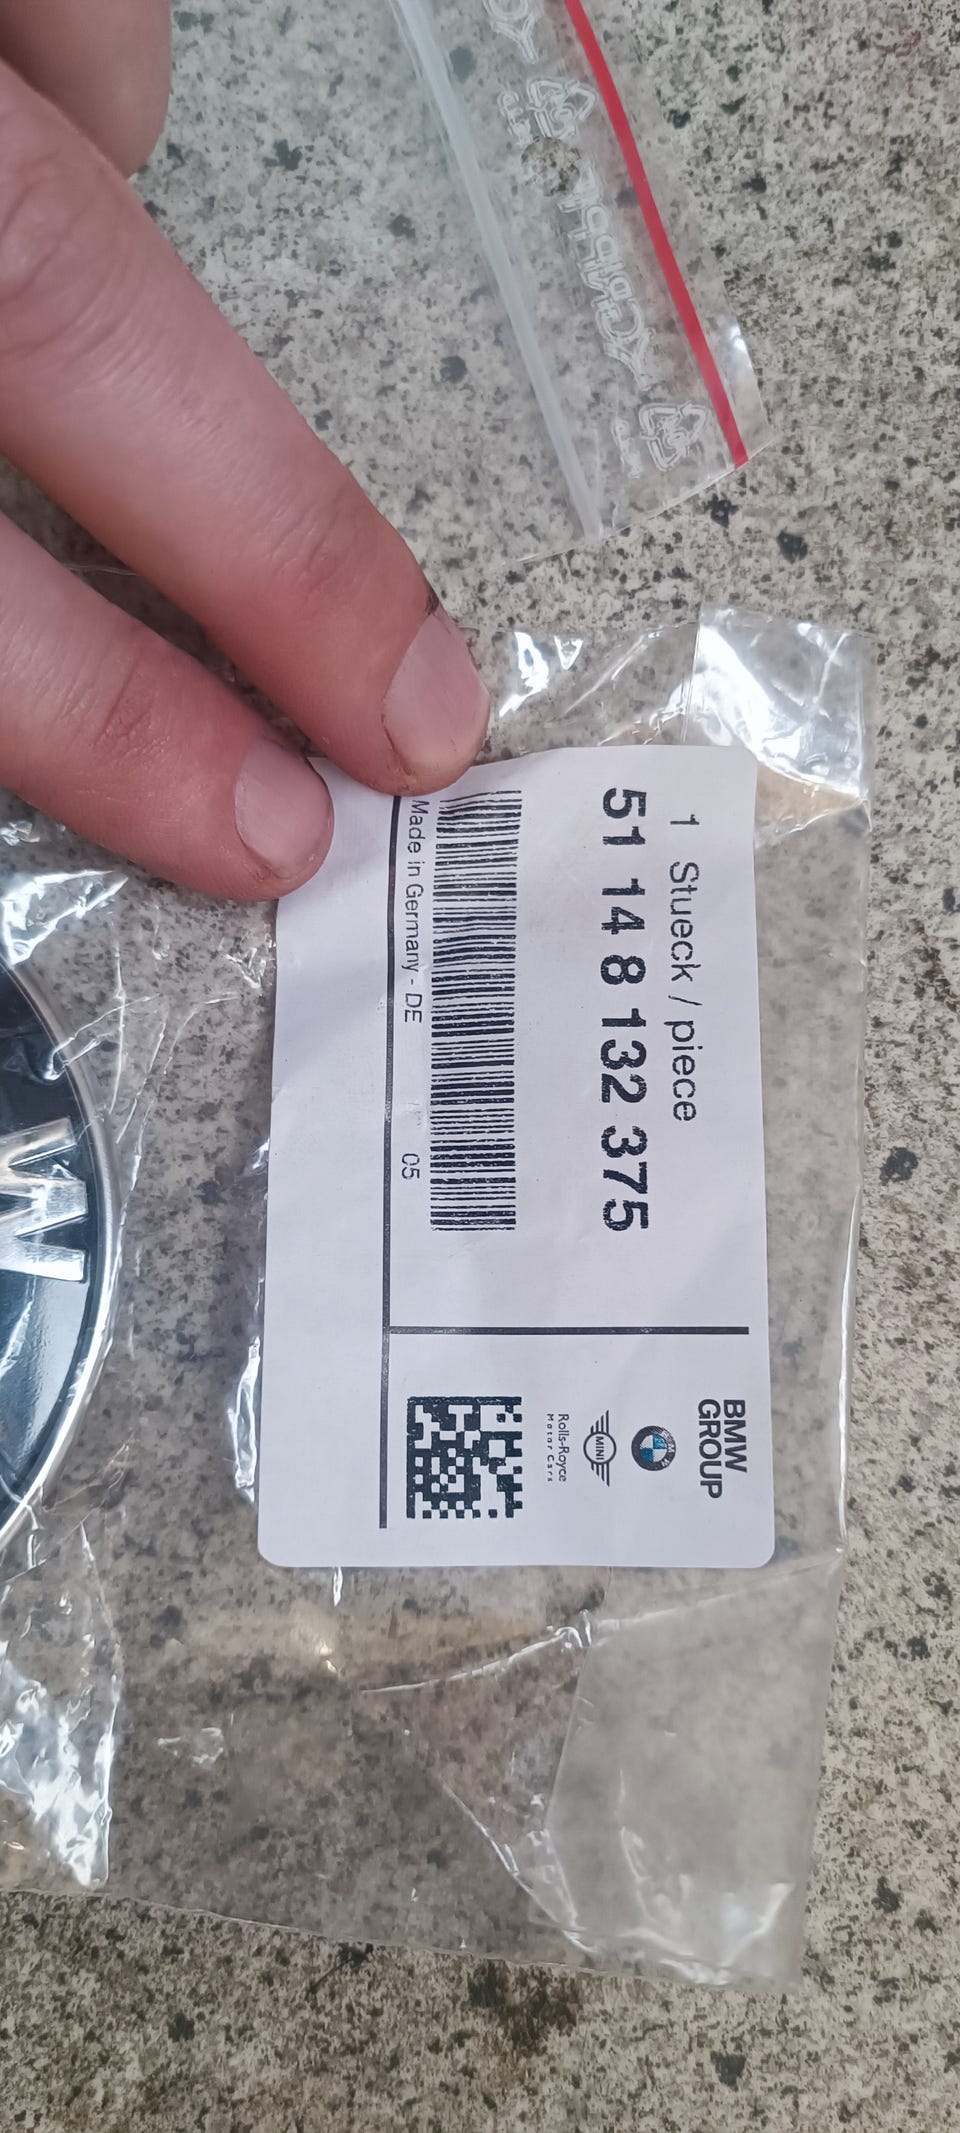 1 Stueck / piece
51 14 8 132 375
Made in Germany - DE 05
BMW
GROUP
MINI
Rolls-Royce
Motor Cars
GRIPPY
W